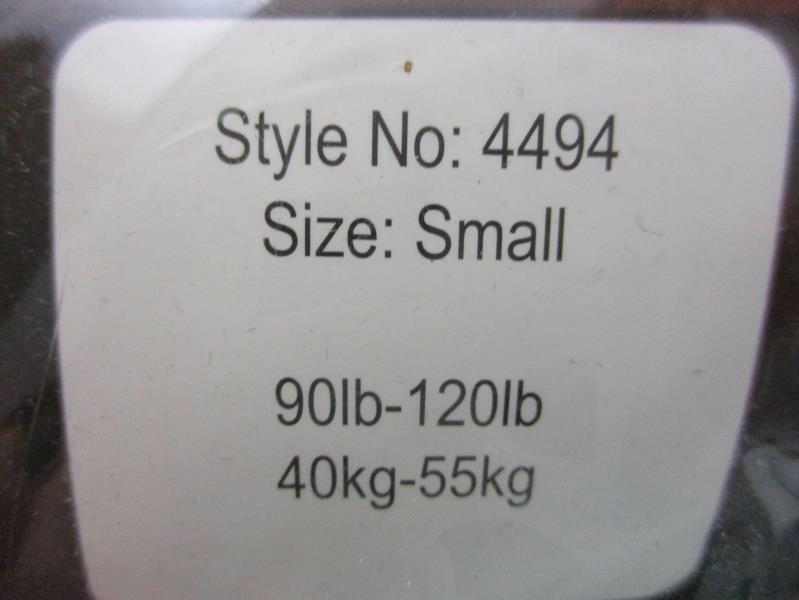 Style No: 4494
Size: Small
90lb-120lb
40kg-55kg